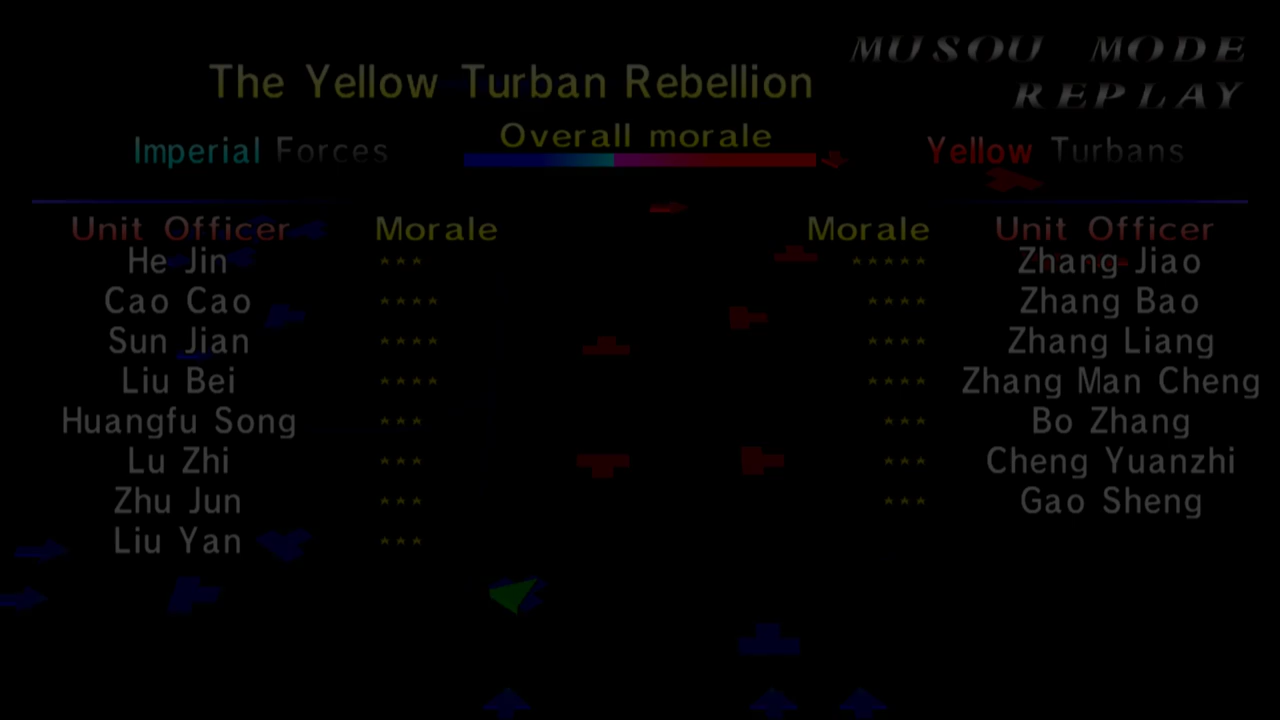 MUSOU MODE
REPLAY
The Yellow Turban Rebellion
Overall morale
Imperial Forces
Yellow Turbans
Unit Officer Morale Morale Unit Officer
He Jin *** ***** Zhang Jiao
Cao Cao **** **** Zhang Bao
Sun Jian **** **** Zhang Liang
Liu Bei **** **** Zhang Man Cheng
Huangfu Song *** *** Bo Zhang
Lu Zhi *** *** Cheng Yuanzhi
Zhu Jun *** *** Gao Sheng
Liu Yan ***